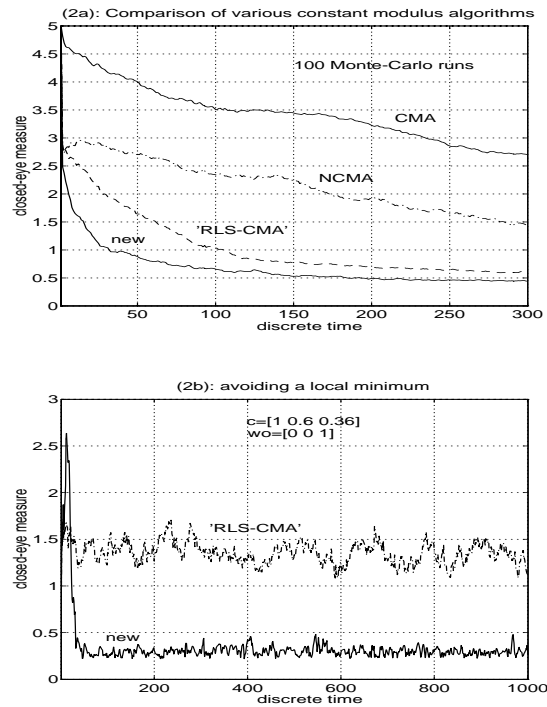 (2a): Comparison of various constant modulus algorithms
5
4.5
4
3.5
3
2.5
2
1.5
1
0.5
0
closed-eye measure
100 Monte-Carlo runs
CMA
NCMA
'RLS-CMA'
new
50
100
150
200
250
300
discrete time
(2b): avoiding a local minimum
3
2.5
2
1.5
1
0.5
0
closed-eye measure
c=[1 0.6 0.36]
wo=[0 0 1]
'RLS-CMA'
new
200
400
600
800
1000
discrete time